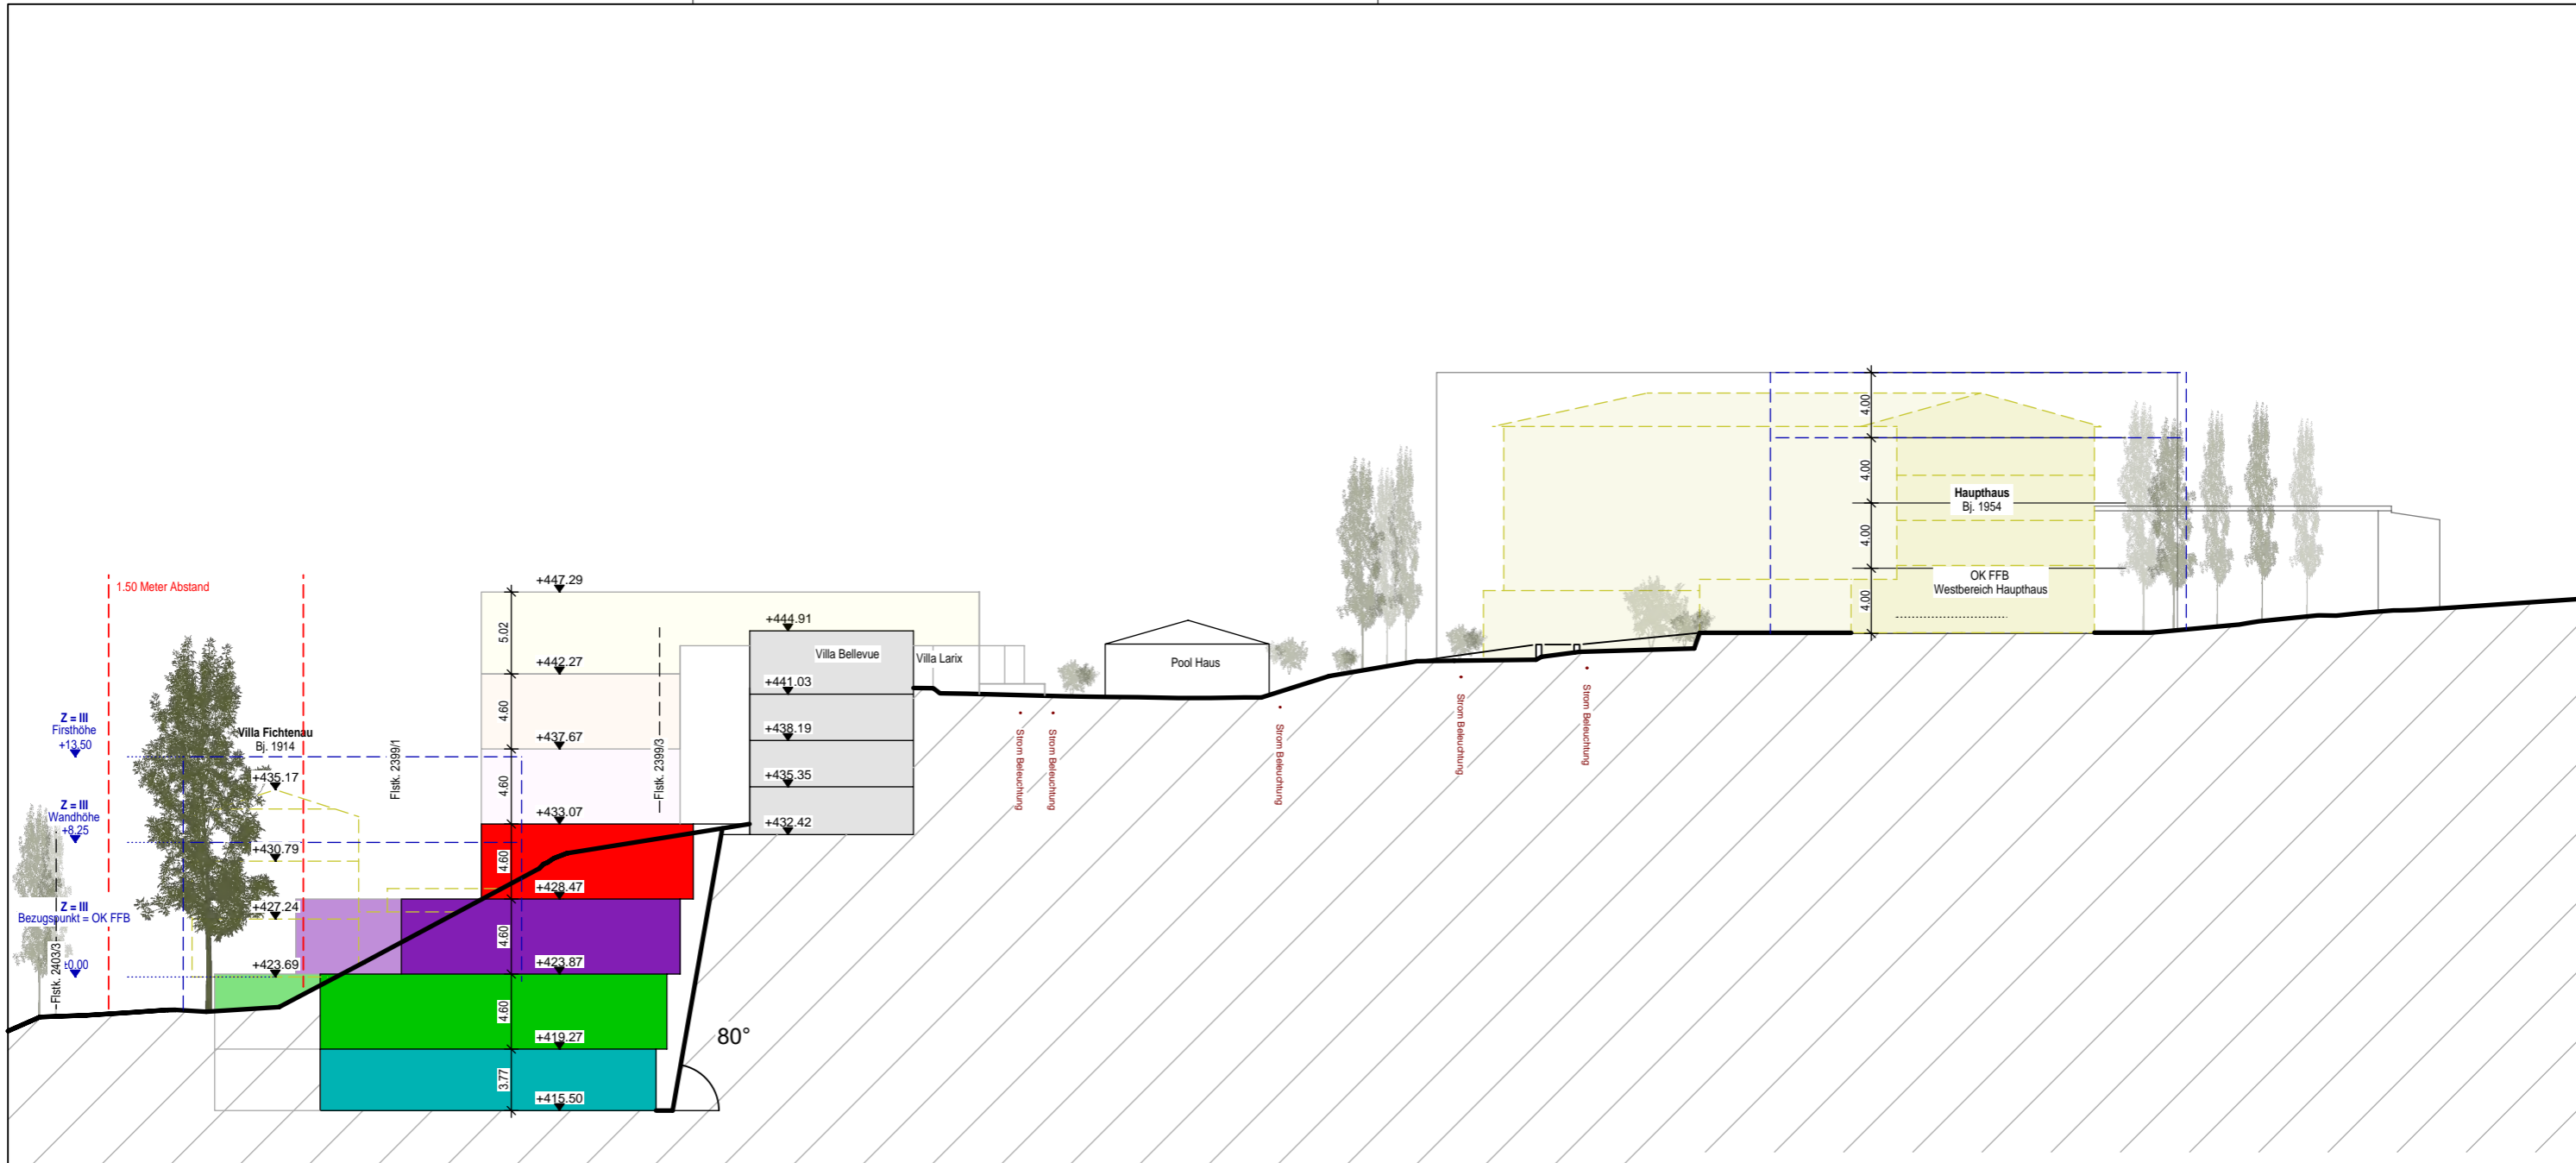 1.50 Meter Abstand
Z = III
Firsthöhe
+13.50
Z = III
Wandhöhe
+8.25
Z = III
Bezugspunkt = OK FFB
±0.00
Flstk. 2403/3
Villa Fichtenau
Bj. 1914
+435.17
+430.79
+427.24
+423.69
Flstk. 2399/1
Flstk. 2399/3
+447.29
5.02
+442.27
4.60
+437.67
4.60
+433.07
4.60
+428.47
4.60
+423.87
4.60
+419.27
3.77
+415.50
80°
+444.91
Villa Bellevue
+441.03
+438.19
+435.35
+432.42
Villa Larix
Pool Haus
Strom Beleuchtung
Strom Beleuchtung
Strom Beleuchtung
Strom Beleuchtung
Strom Beleuchtung
4.00
4.00
4.00
4.00
Haupthaus
Bj. 1954
OK FFB
Westbereich Haupthaus